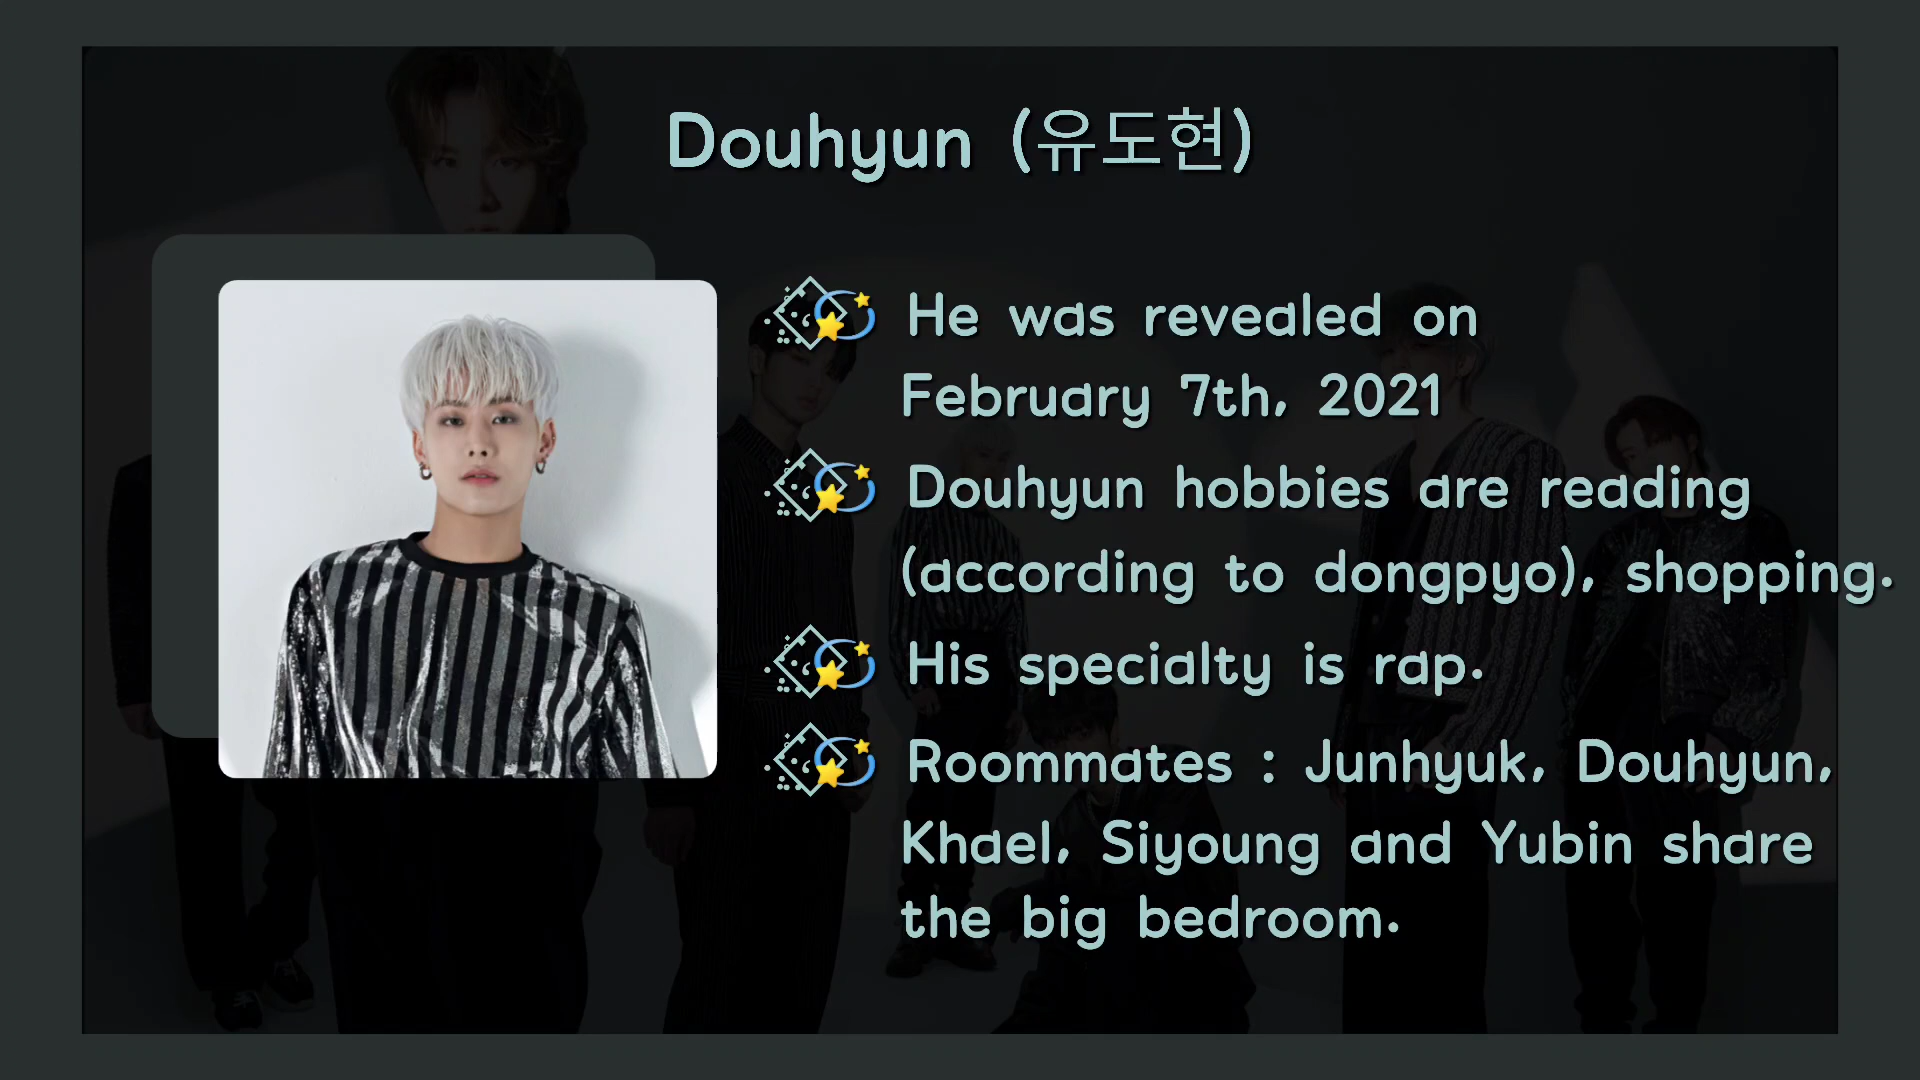 Douhyun (유도현)
He was revealed on
February 7th, 2021
Douhyun hobbies are reading
(according to dongpyo), shopping.
His specialty is rap.
Roommates : Junhyuk, Douhyun,
Khael, Siyoung and Yubin share
the big bedroom.